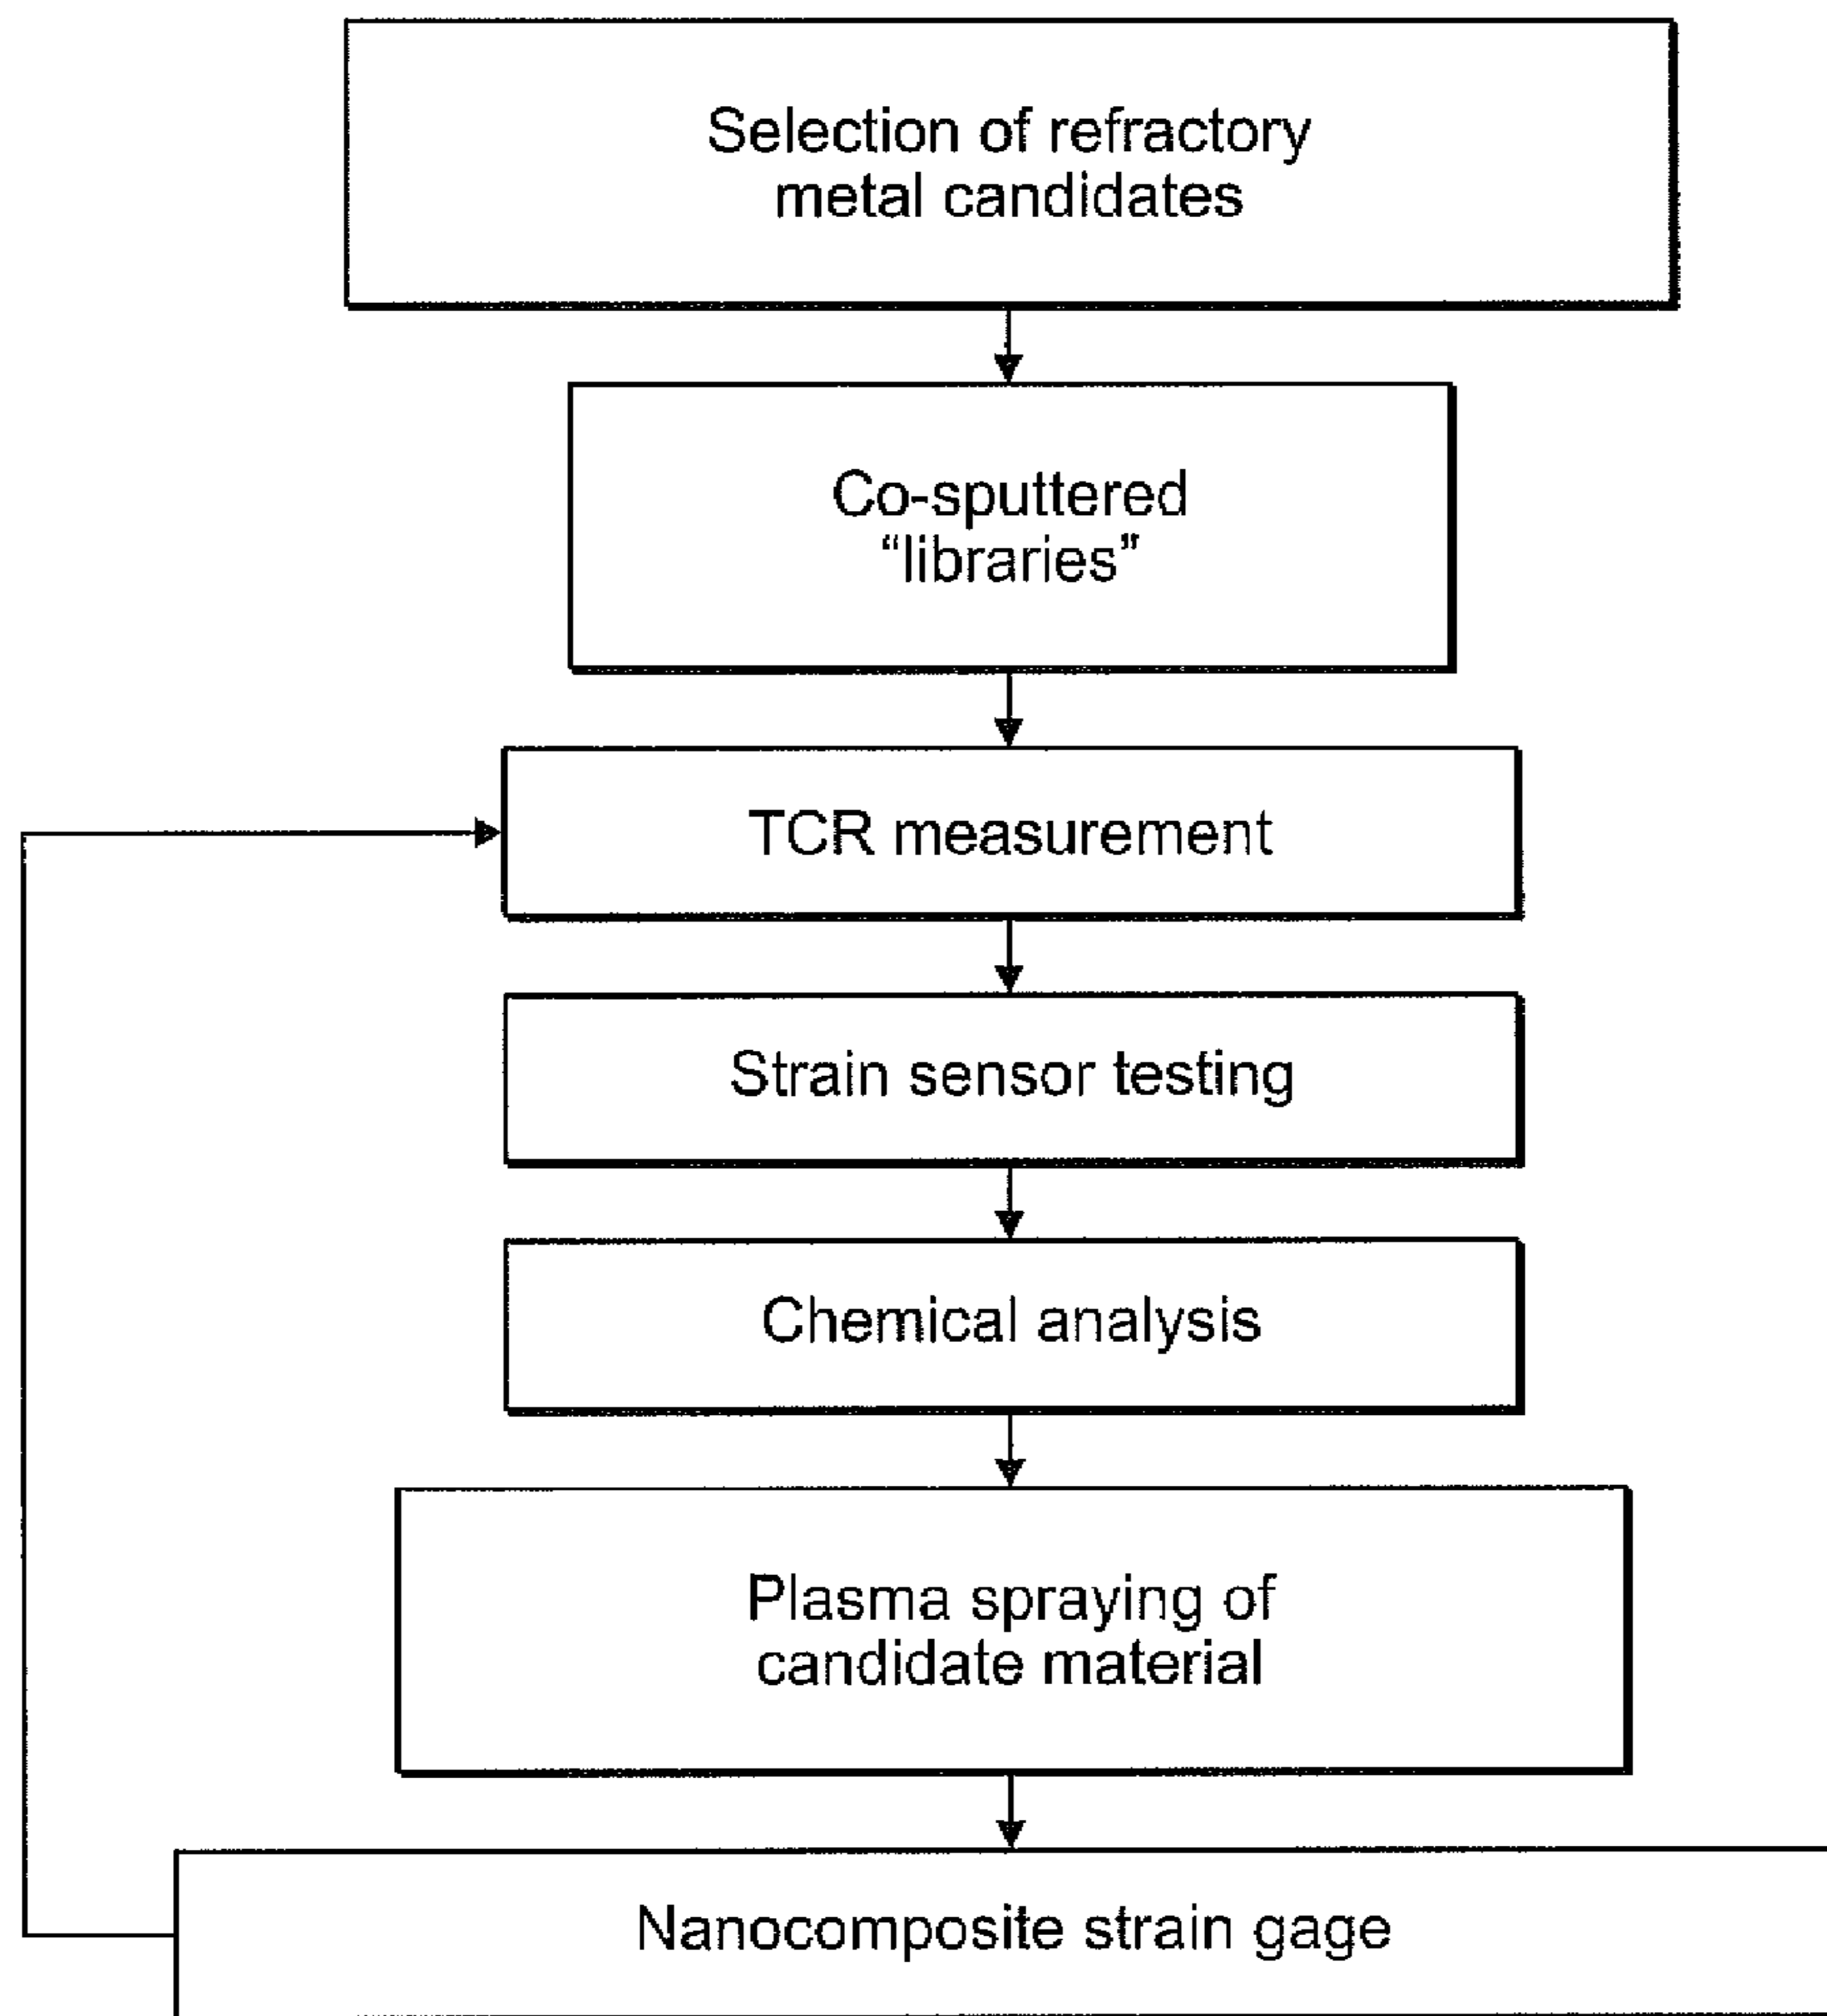 Selection of refractory
metal candidates
Co-sputtered
“libraries”
TCR measurement
Strain sensor testing
Chemical analysis
Plasma spraying of
candidate material
Nanocomposite strain gage